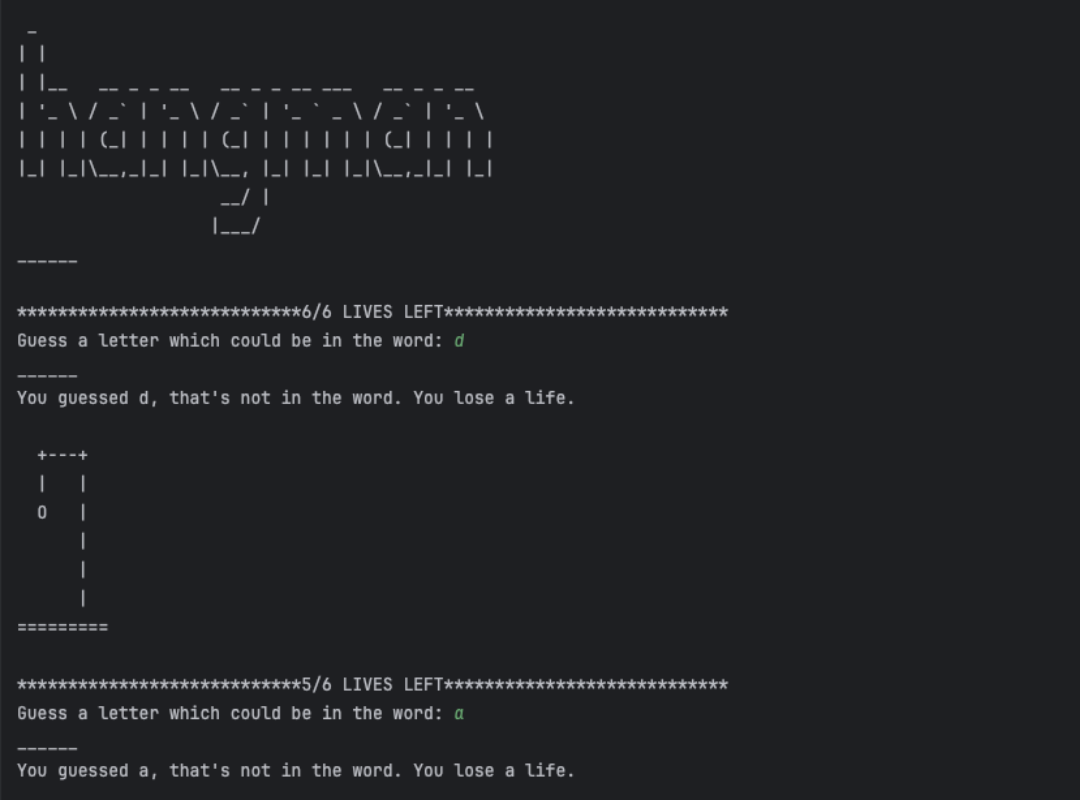 _
| |
| |__   __ _ _ __   __ _ _ __ ___   __ _ _ __
| '_ \ / _` | '_ \ / _` | '_ ` _ \ / _` | '_ \
| | | | (_| | | | | (_| | | | | | | (_| | | | |
|_| |_|\__,_|_| |_|\__, |_| |_| |_|\__,_|_| |_|
                    __/ |
                   |___/
______

****************************6/6 LIVES LEFT****************************
Guess a letter which could be in the word: d
______
You guessed d, that's not in the word. You lose a life.

  +---+
  |   |
  O   |
      |
      |
      |
=========

****************************5/6 LIVES LEFT****************************
Guess a letter which could be in the word: a
______
You guessed a, that's not in the word. You lose a life.